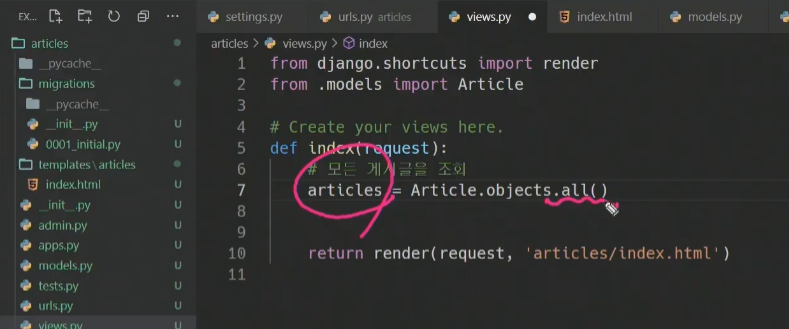 EX... ...
settings.py urls.py articles views.py index.html models.py
articles > views.py > index
articles
__pycache__
migrations
__pycache__
__init__.py U
0001_initial.py U
templates\articles
index.html U
__init__.py U
admin.py U
apps.py U
models.py U
tests.py U
urls.py U
views.py U
1 from django.shortcuts import render
2 from .models import Article
3
4 # Create your views here.
5 def index(request):
6 # 모든 게시글을 조회
7 articles = Article.objects.all()
8
9
10 return render(request, 'articles/index.html')
11